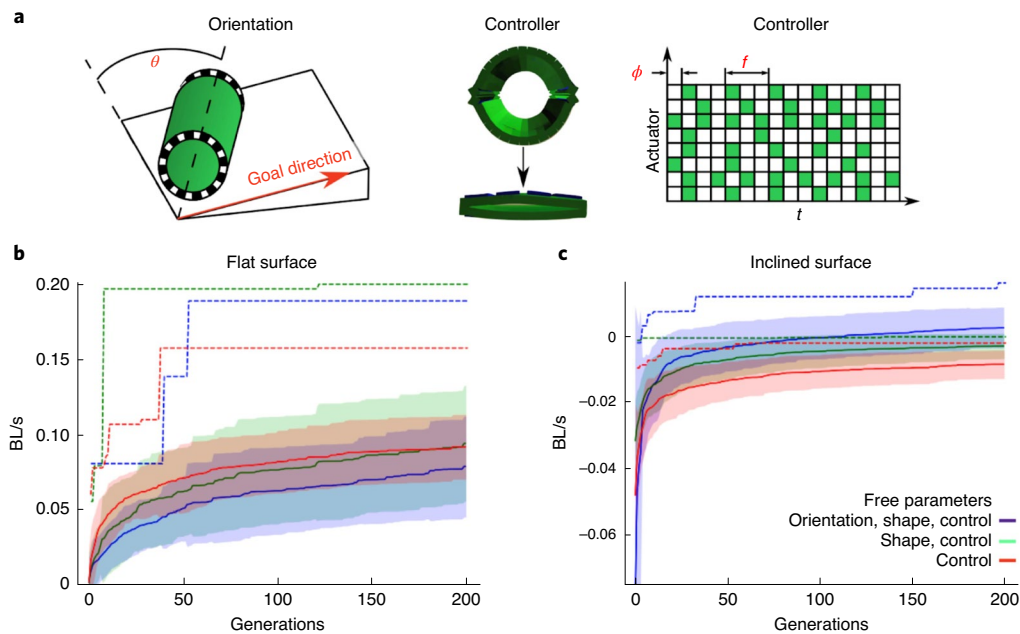 a
Orientation
Controller
Controller
θ
Goal direction
ϕ
f
Actuator
t
b
Flat surface
BL/s
0.20
0.15
0.10
0.05
0
0
50
100
150
200
Generations
c
Inclined surface
BL/s
0
−0.02
−0.04
−0.06
Free parameters
Orientation, shape, control
Shape, control
Control
0
50
100
150
200
Generations